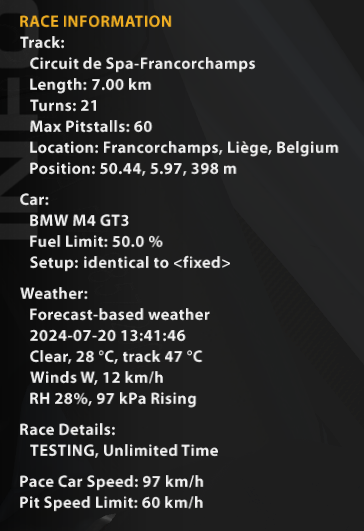 RACE INFORMATION
Track:
Circuit de Spa-Francorchamps
Length: 7.00 km
Turns: 21
Max Pitstalls: 60
Location: Francorchamps, Liège, Belgium
Position: 50.44, 5.97, 398 m
Car:
BMW M4 GT3
Fuel Limit: 50.0 %
Setup: identical to <fixed>
Weather:
Forecast-based weather
2024-07-20 13:41:46
Clear, 28 °C, track 47 °C
Winds W, 12 km/h
RH 28%, 97 kPa Rising
Race Details:
TESTING, Unlimited Time
Pace Car Speed: 97 km/h
Pit Speed Limit: 60 km/h
INFO